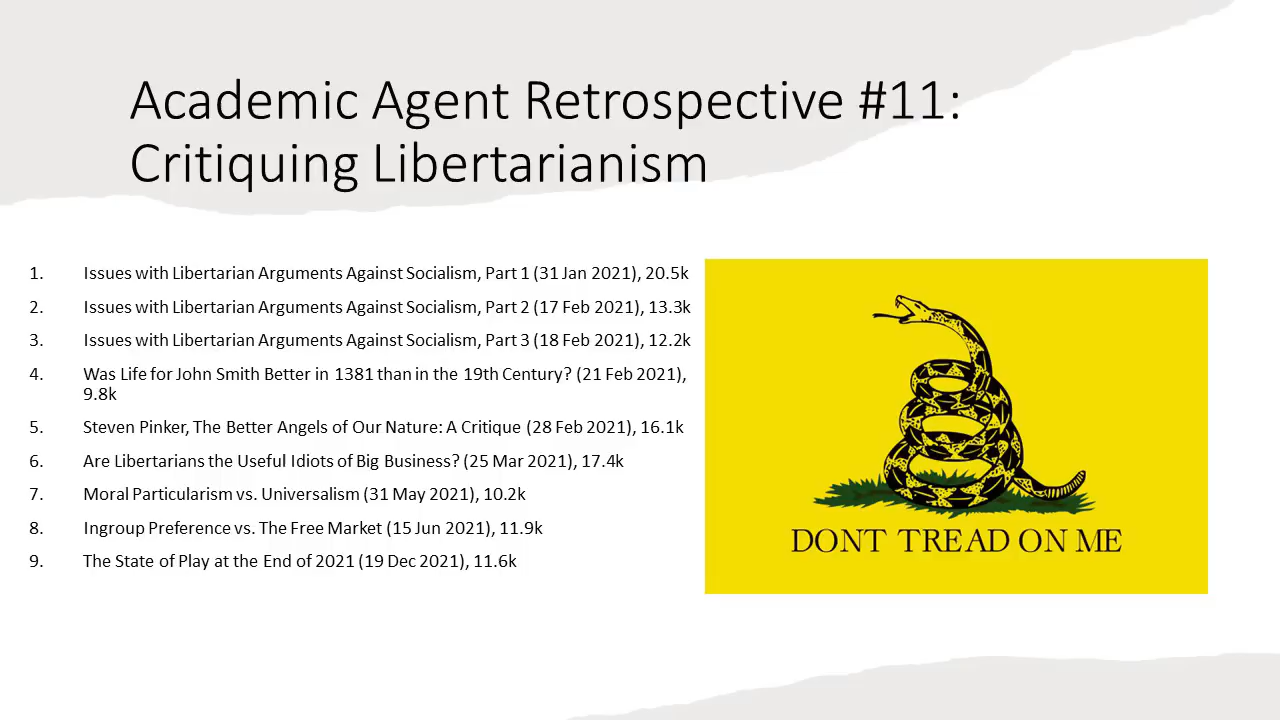 Academic Agent Retrospective #11:
Critiquing Libertarianism
1. Issues with Libertarian Arguments Against Socialism, Part 1 (31 Jan 2021), 20.5k
2. Issues with Libertarian Arguments Against Socialism, Part 2 (17 Feb 2021), 13.3k
3. Issues with Libertarian Arguments Against Socialism, Part 3 (18 Feb 2021), 12.2k
4. Was Life for John Smith Better in 1381 than in the 19th Century? (21 Feb 2021),
9.8k
5. Steven Pinker, The Better Angels of Our Nature: A Critique (28 Feb 2021), 16.1k
6. Are Libertarians the Useful Idiots of Big Business? (25 Mar 2021), 17.4k
7. Moral Particularism vs. Universalism (31 May 2021), 10.2k
8. Ingroup Preference vs. The Free Market (15 Jun 2021), 11.9k
9. The State of Play at the End of 2021 (19 Dec 2021), 11.6k
DONT TREAD ON ME